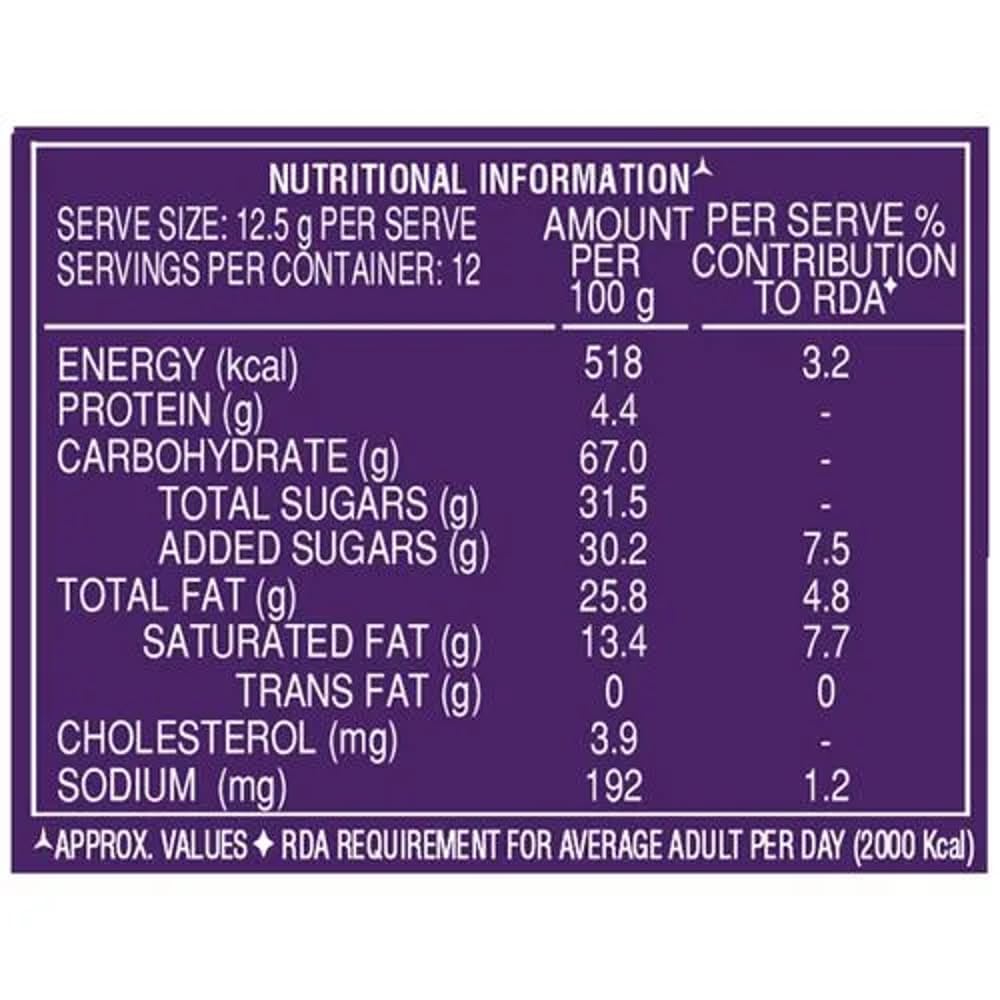 NUTRITIONAL INFORMATION⅄
SERVE SIZE: 12.5 g PER SERVE
SERVINGS PER CONTAINER: 12
AMOUNT PER 100 g
PER SERVE % CONTRIBUTION TO RDA✦
ENERGY (kcal) 518 3.2
PROTEIN (g) 4.4 -
CARBOHYDRATE (g) 67.0 -
TOTAL SUGARS (g) 31.5 -
ADDED SUGARS (g) 30.2 7.5
TOTAL FAT (g) 25.8 4.8
SATURATED FAT (g) 13.4 7.7
TRANS FAT (g) 0 0
CHOLESTEROL (mg) 3.9 -
SODIUM (mg) 192 1.2
⅄APPROX. VALUES ✦ RDA REQUIREMENT FOR AVERAGE ADULT PER DAY (2000 Kcal)